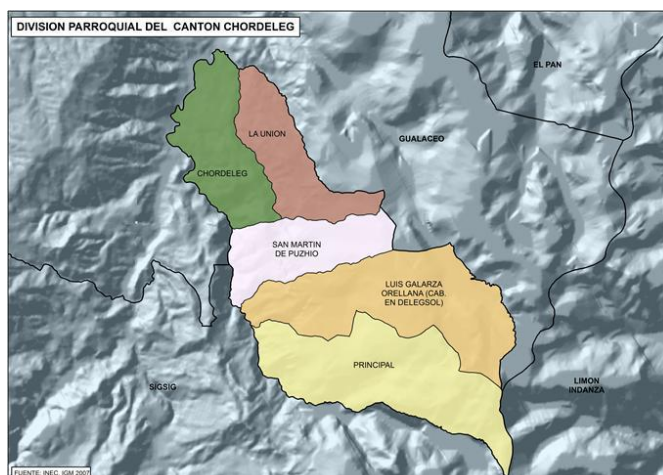 DIVISION PARROQUIAL DEL CANTON CHORDELEG
EL PAN
LA UNION
GUALACEO
CHORDELEG
SAN MARTIN
DE PUZHIO
LUIS GALARZA
ORELLANA (CAB.
EN DELEGSOL)
PRINCIPAL
SIGSIG
LIMON
INDANZA
FUENTE: INEC, IGM 2007